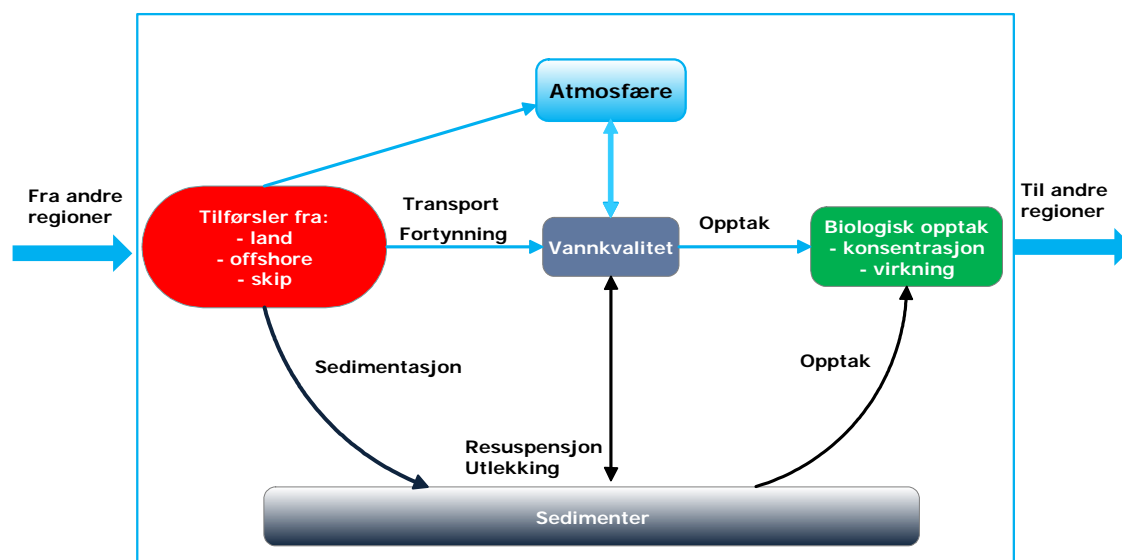 Atmosfære
Fra andre
regioner
Tilførsler fra:
- land
- offshore
- skip
Transport
Fortynning
Vannkvalitet
Opptak
Biologisk opptak
- konsentrasjon
- virkning
Til andre
regioner
Sedimentasjon
Opptak
Resuspensjon
Utlekking
Sedimenter